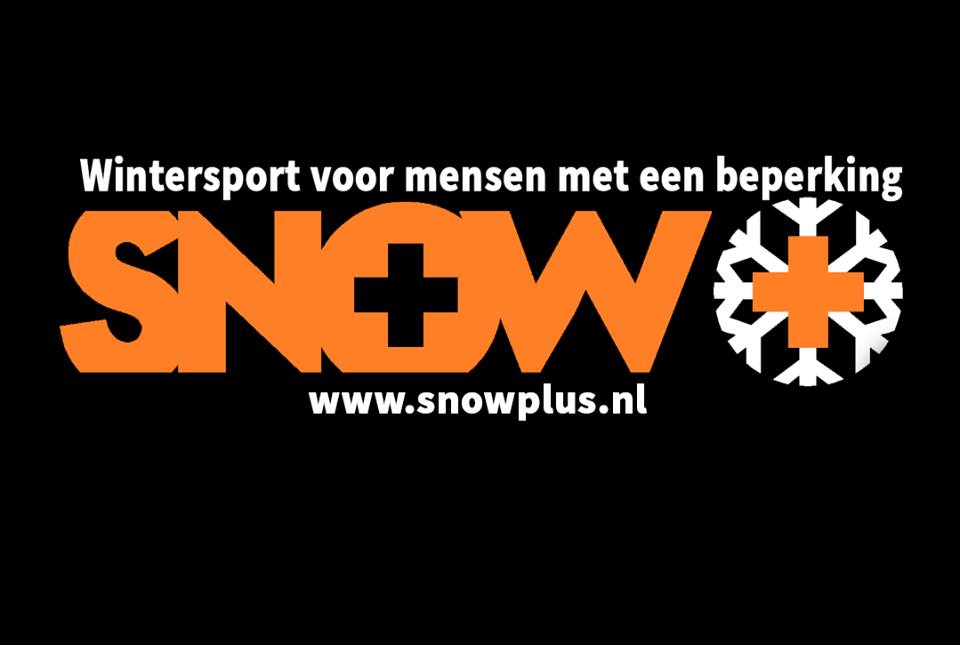 Wintersport voor mensen met een beperking
SNOW+
www.snowplus.nl